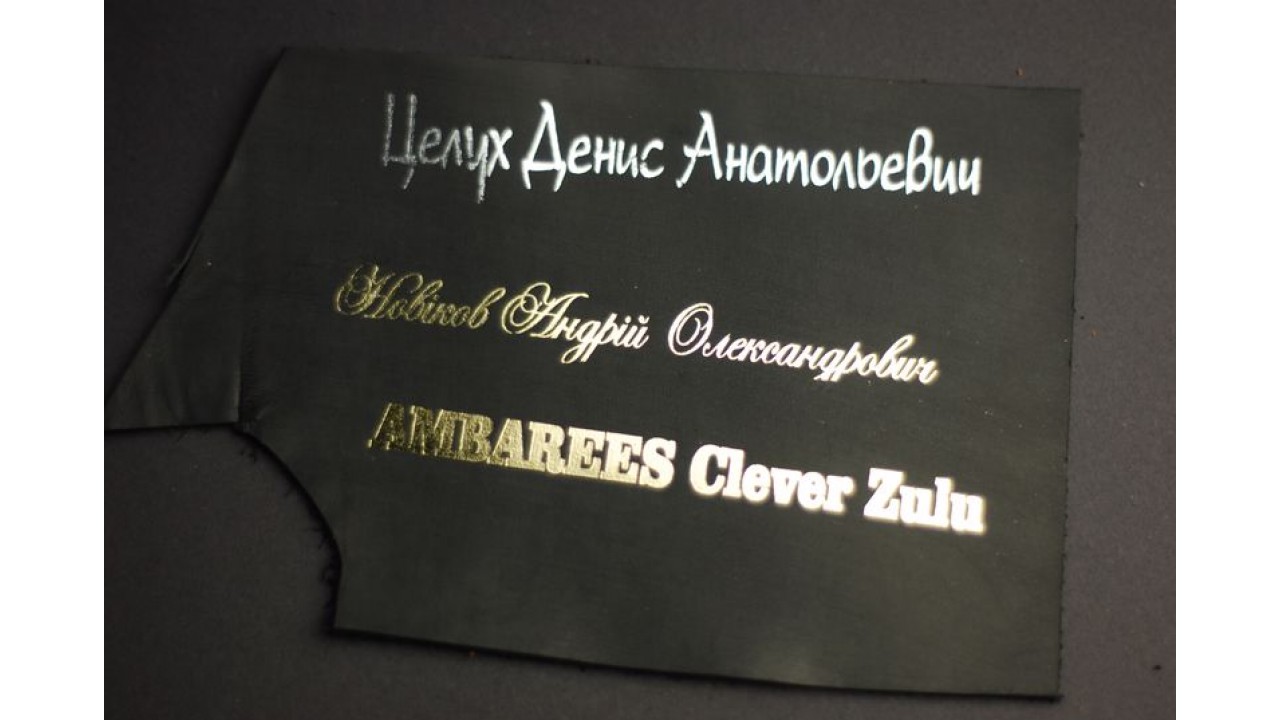 Целух Денис Анатольевич
Новіков Андрій Олександрович
AMBAREES Clever Zulu